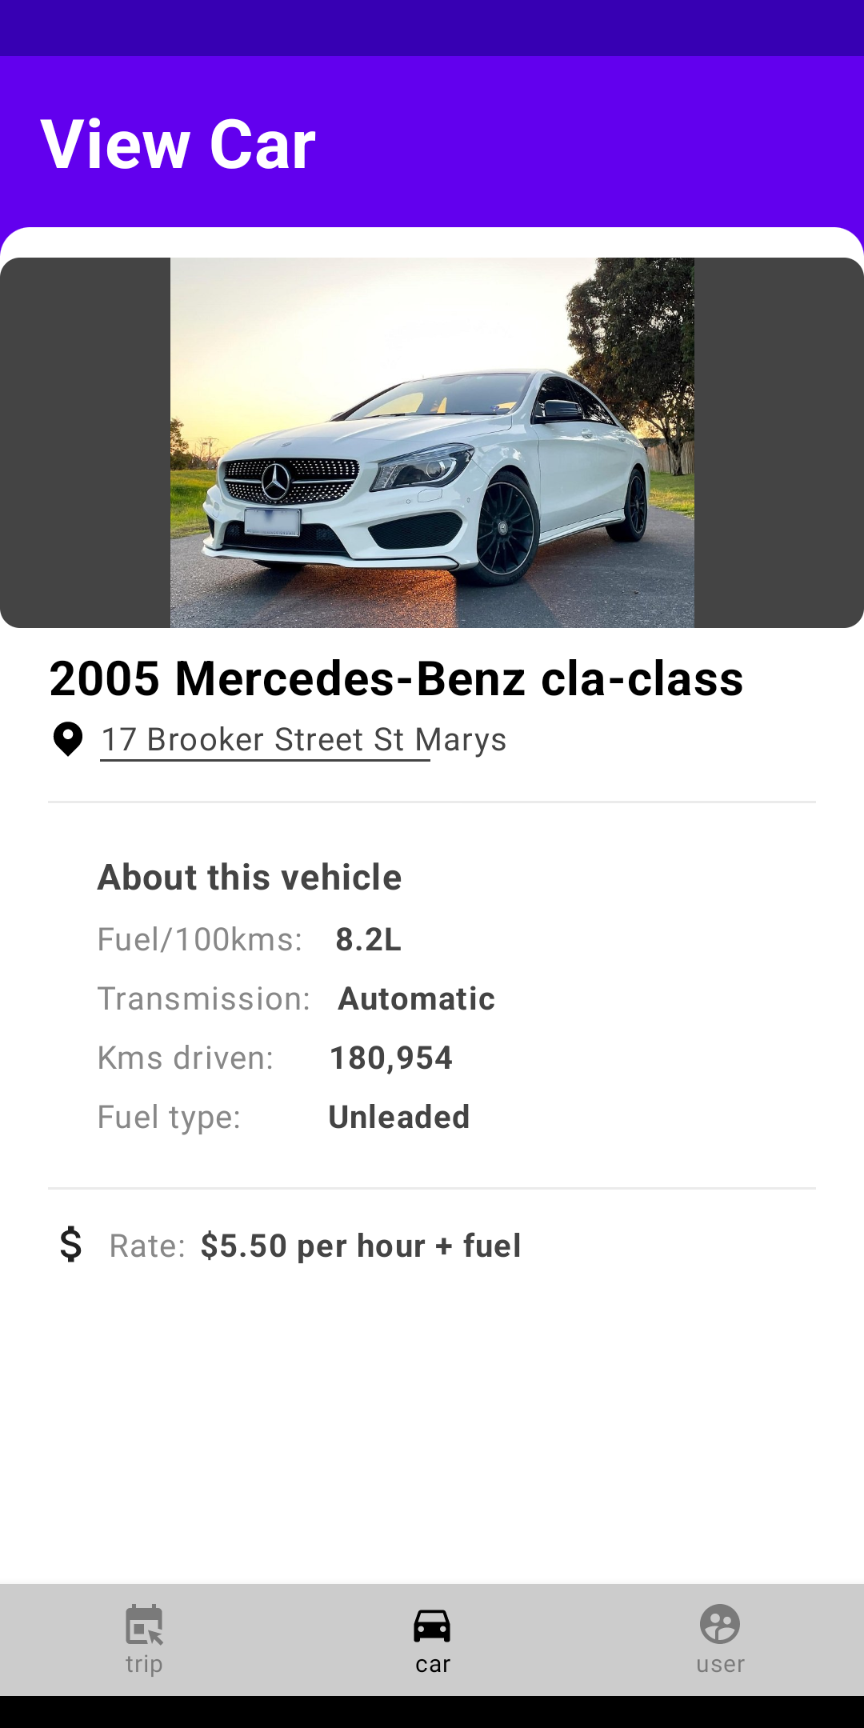 View Car
2005 Mercedes-Benz cla-class
17 Brooker Street St Marys
About this vehicle
Fuel/100kms: 8.2L
Transmission: Automatic
Kms driven: 180,954
Fuel type: Unleaded
$ Rate: $5.50 per hour + fuel
trip car user